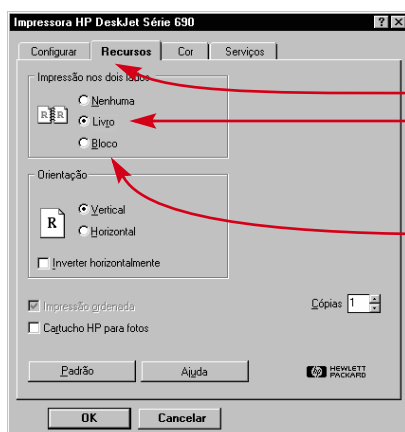 Impressora HP DeskJet Série 690
Configurar Recursos Cor Serviços
Impressão nos dois lados
R R
Nenhuma
Livro
Bloco
Orientação
R
Vertical
Horizontal
Inverter horizontalmente
Impressão ordenada
Cópias 1
Cartucho HP para fotos
Padrão Ajuda
hp HEWLETT
PACKARD
OK Cancelar